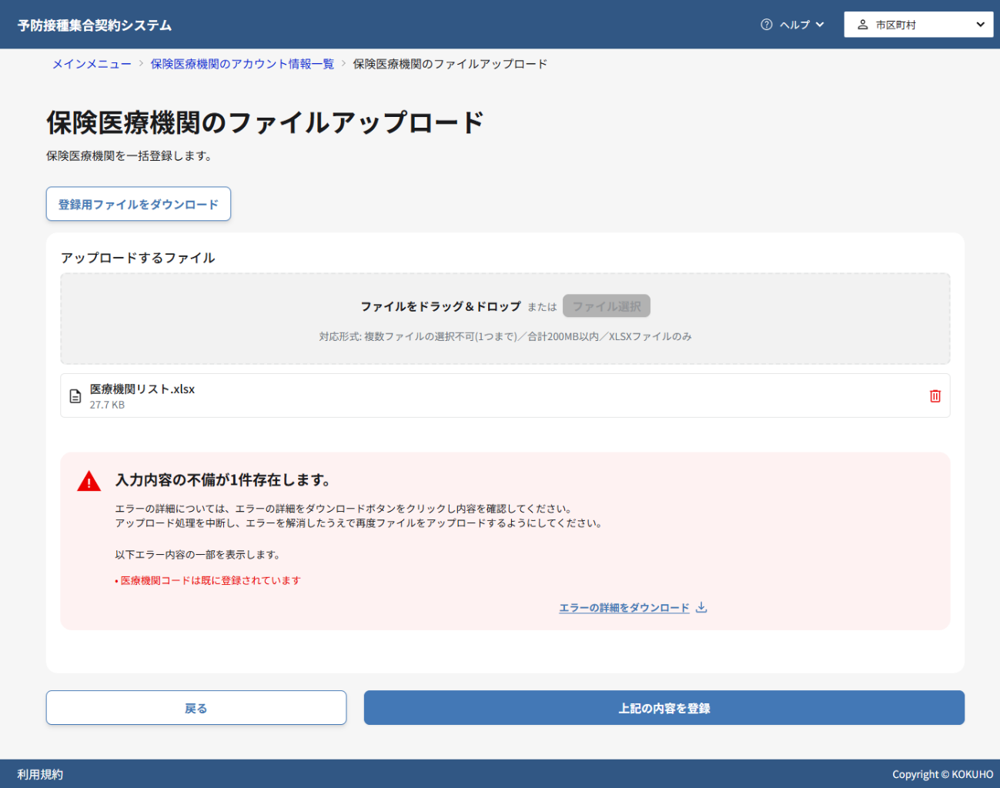 予防接種集合契約システム
ヘルプ
市区町村
メインメニュー > 保険医療機関のアカウント情報一覧 > 保険医療機関のファイルアップロード
保険医療機関のファイルアップロード
保険医療機関を一括登録します。
登録用ファイルをダウンロード
アップロードするファイル
ファイルをドラッグ＆ドロップ または ファイル選択
対応形式: 複数ファイルの選択不可(1つまで)／合計200MB以内／XLSXファイルのみ
医療機関リスト.xlsx
27.7 KB
入力内容の不備が1件存在します。
エラーの詳細については、エラーの詳細をダウンロードボタンをクリックし内容を確認してください。
アップロード処理を中断し、エラーを解消したうえで再度ファイルをアップロードするようにしてください。
以下エラー内容の一部を表示します。
• 医療機関コードは既に登録されています
エラーの詳細をダウンロード
戻る
上記の内容を登録
利用規約
Copyright © KOKUHO